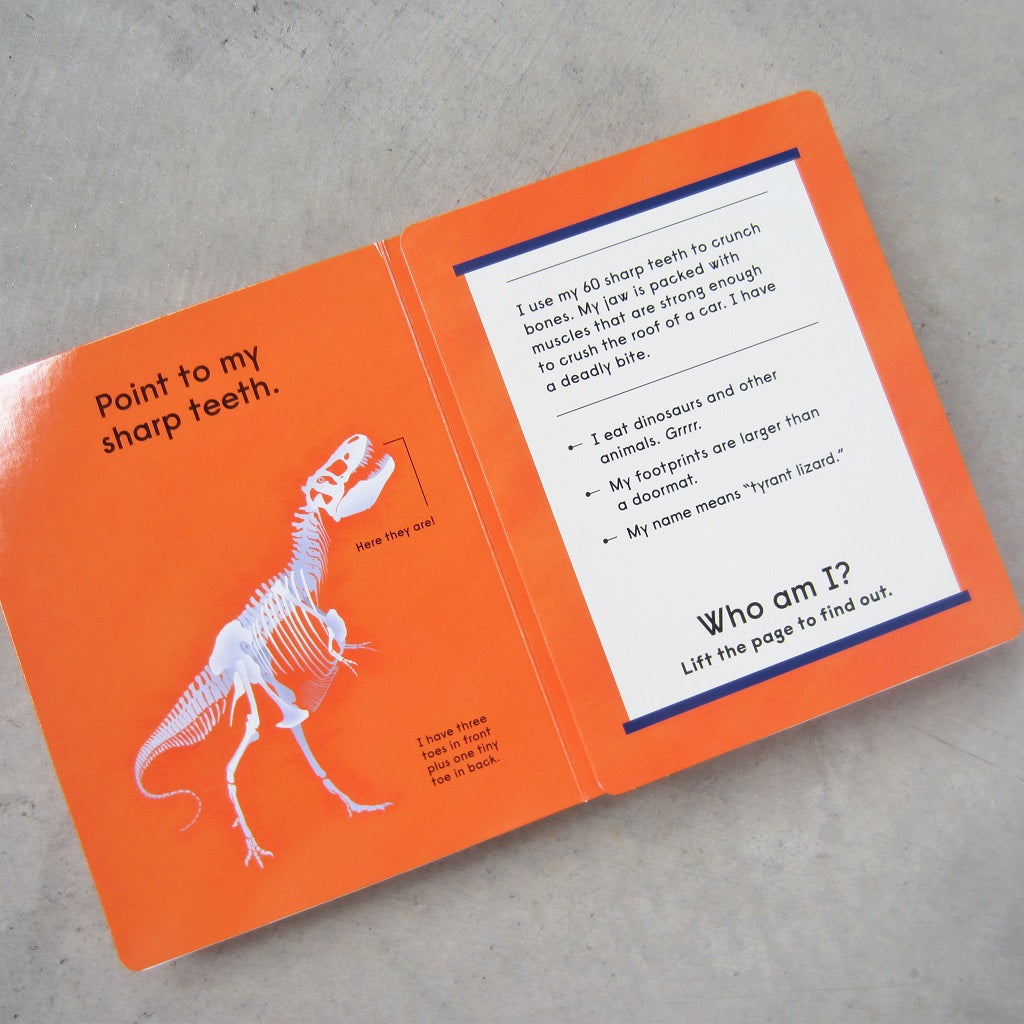 Point to my
sharp teeth.
Here they are!
I have three
toes in front
plus one tiny
toe in back.
I use my 60 sharp teeth to crunch
bones. My jaw is packed with
muscles that are strong enough
to crush the roof of a car. I have
a deadly bite.
I eat dinosaurs and other
animals. Grrrr.
My footprints are larger than
a doormat.
My name means “tyrant lizard.”
Who am I?
Lift the page to find out.